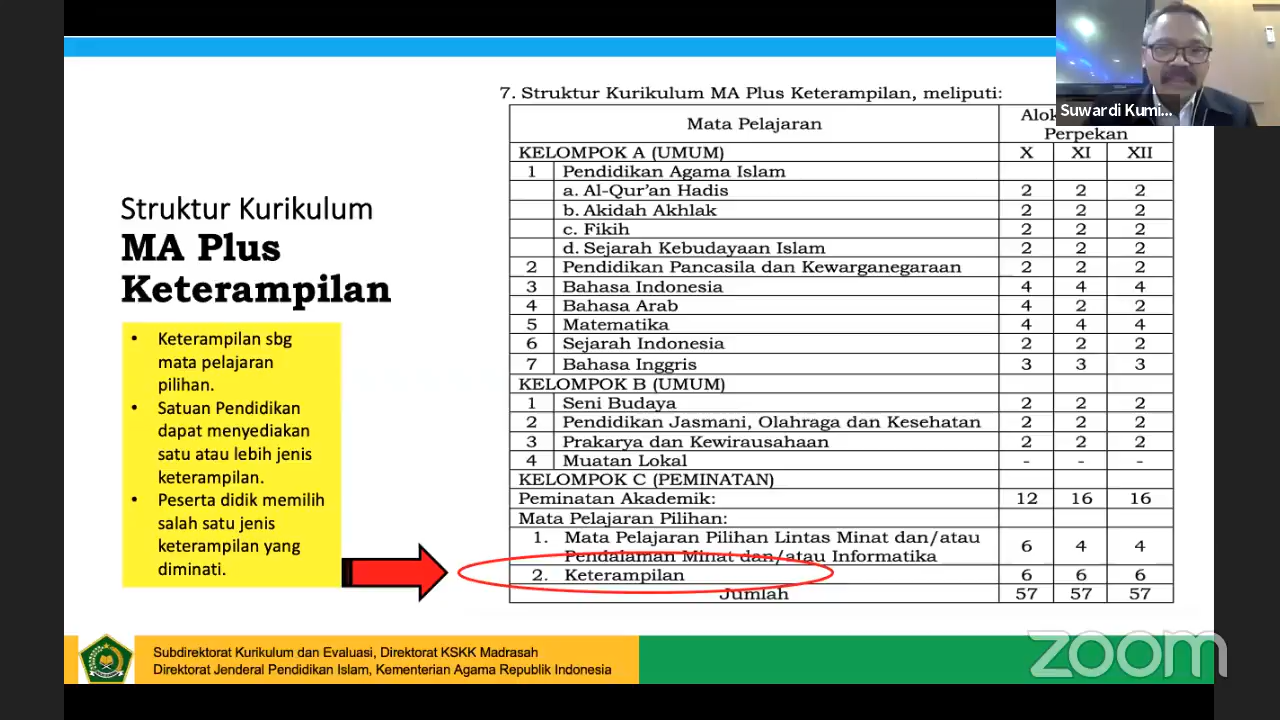 Struktur Kurikulum
MA Plus
Keterampilan
• Keterampilan sbg
mata pelajaran
pilihan.
• Satuan Pendidikan
dapat menyediakan
satu atau lebih jenis
keterampilan.
• Peserta didik memilih
salah satu jenis
keterampilan yang
diminati.
7. Struktur Kurikulum MA Plus Keterampilan, meliputi:
Mata Pelajaran
Perpekan
KELOMPOK A (UMUM) X XI XII
1 Pendidikan Agama Islam
a. Al-Qur'an Hadis 2 2 2
b. Akidah Akhlak 2 2 2
c. Fikih 2 2 2
d. Sejarah Kebudayaan Islam 2 2 2
2 Pendidikan Pancasila dan Kewarganegaraan 2 2 2
3 Bahasa Indonesia 4 4 4
4 Bahasa Arab 4 2 2
5 Matematika 4 4 4
6 Sejarah Indonesia 2 2 2
7 Bahasa Inggris 3 3 3
KELOMPOK B (UMUM)
1 Seni Budaya 2 2 2
2 Pendidikan Jasmani, Olahraga dan Kesehatan 2 2 2
3 Prakarya dan Kewirausahaan 2 2 2
4 Muatan Lokal - - -
KELOMPOK C (PEMINATAN)
Peminatan Akademik: 12 16 16
Mata Pelajaran Pilihan:
1. Mata Pelajaran Pilihan Lintas Minat dan/atau
Pendalaman Minat dan/atau Informatika 6 4 4
2. Keterampilan 6 6 6
Jumlah 57 57 57
Suwardi Kumi...
Subdirektorat Kurikulum dan Evaluasi, Direktorat KSKK Madrasah
Direktorat Jenderal Pendidikan Islam, Kementerian Agama Republik Indonesia
zoom